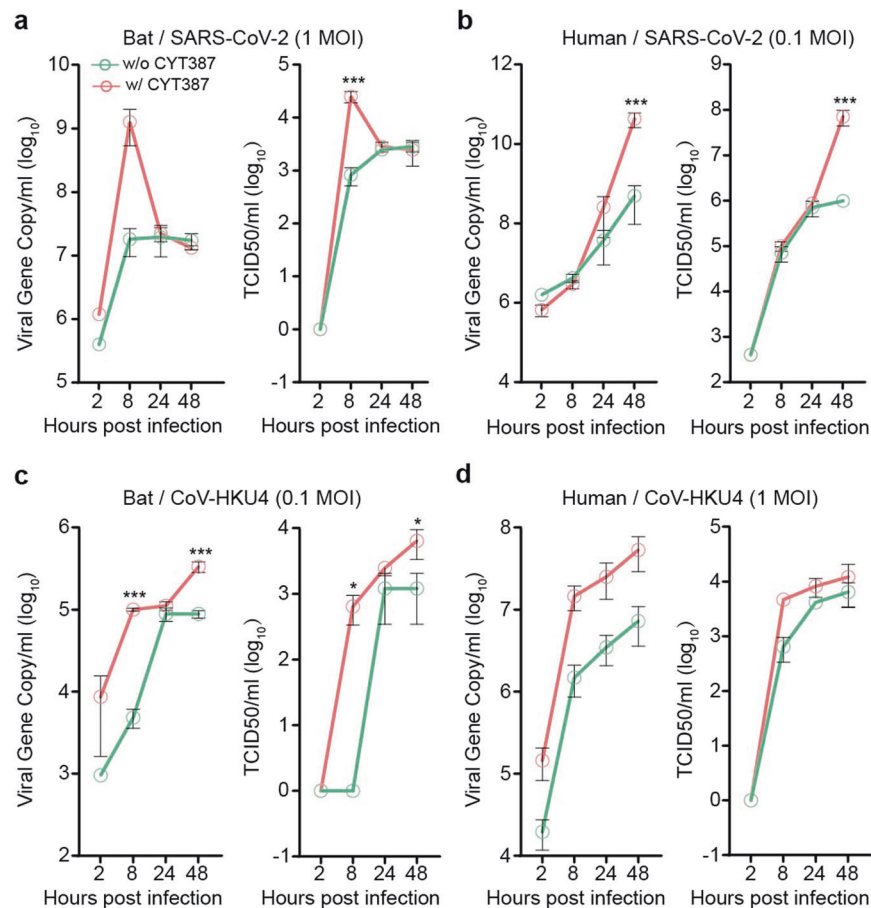 a
Bat / SARS-CoV-2 (1 MOI)
w/o CYT387
w/ CYT387
Viral Gene Copy/ml (log10)
10
9
8
7
6
5
2 8 24 48
Hours post infection
TCID50/ml (log10)
5
4
3
2
1
0
-1
***
2 8 24 48
Hours post infection
b
Human / SARS-CoV-2 (0.1 MOI)
Viral Gene Copy/ml (log10)
12
10
8
6
4
***
2 8 24 48
Hours post infection
TCID50/ml (log10)
9
8
7
6
5
4
3
2
***
2 8 24 48
Hours post infection
c
Bat / CoV-HKU4 (0.1 MOI)
Viral Gene Copy/ml (log10)
6
5
4
3
2
***
***
2 8 24 48
Hours post infection
TCID50/ml (log10)
4
3
2
1
0
-1
*
*
2 8 24 48
Hours post infection
d
Human / CoV-HKU4 (1 MOI)
Viral Gene Copy/ml (log10)
8
7
6
5
4
2 8 24 48
Hours post infection
TCID50/ml (log10)
5
4
3
2
1
0
-1
2 8 24 48
Hours post infection